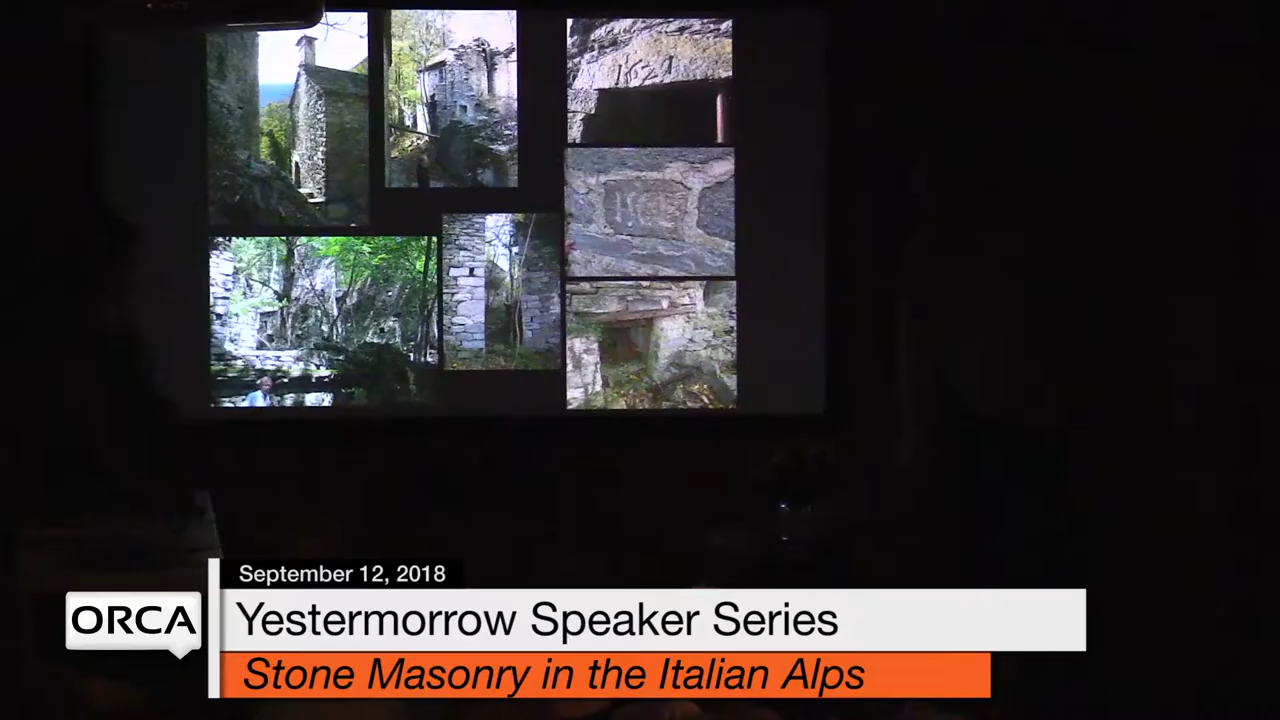 September 12, 2018
ORCA
Yestermorrow Speaker Series
Stone Masonry in the Italian Alps